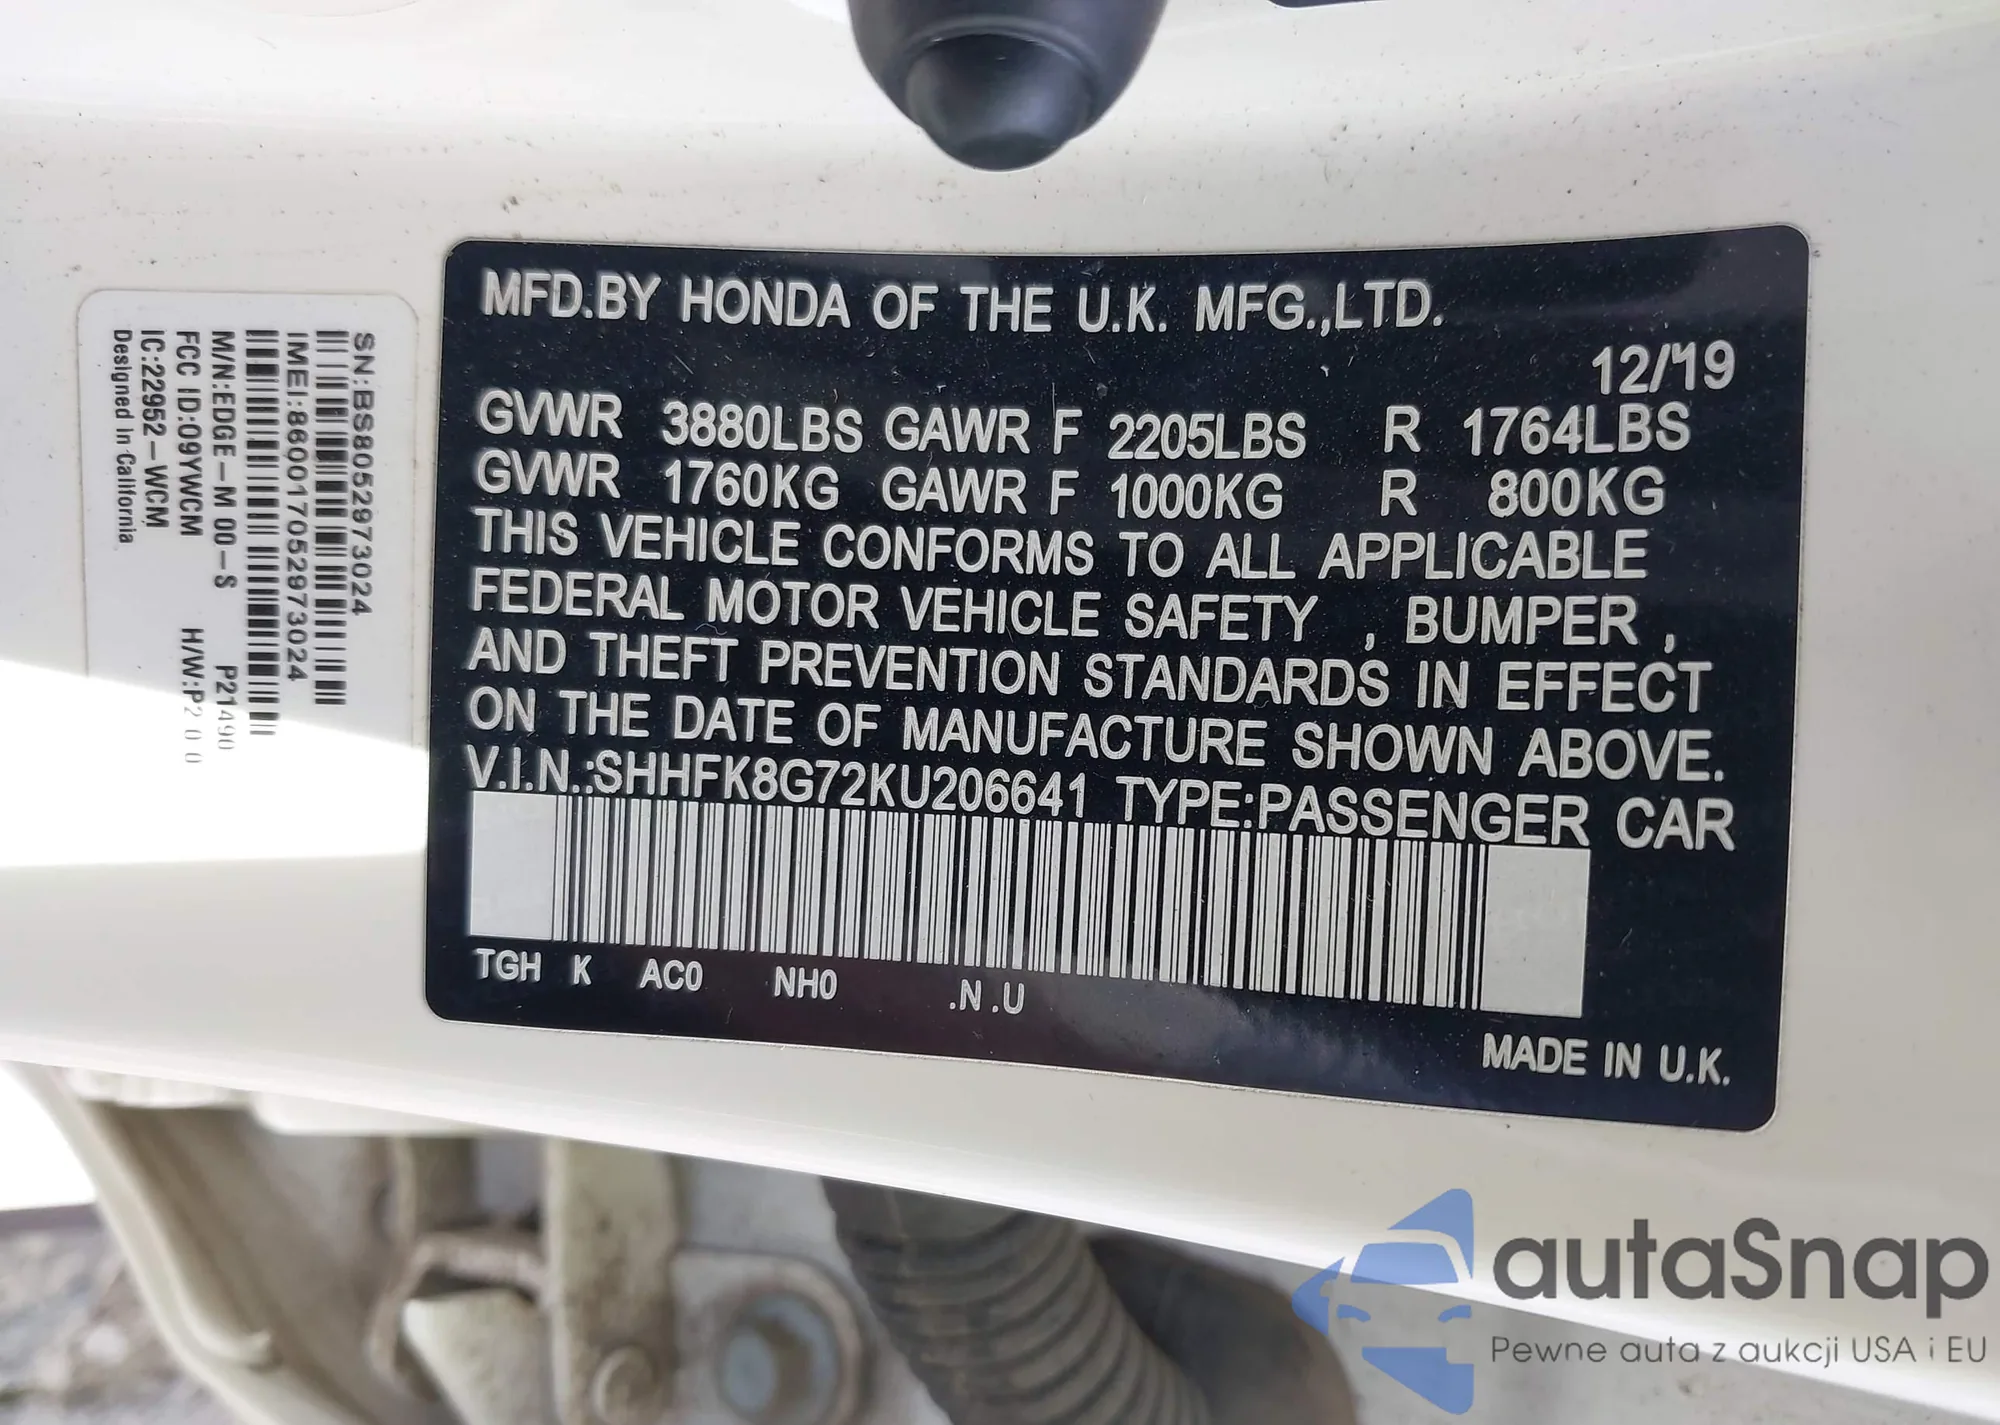 MFD.BY HONDA OF THE U.K. MFG.,LTD.
12/'19
GVWR 3880LBS GAWR F 2205LBS R 1764LBS
GVWR 1760KG GAWR F 1000KG R 800KG
THIS VEHICLE CONFORMS TO ALL APPLICABLE
FEDERAL MOTOR VEHICLE SAFETY , BUMPER ,
AND THEFT PREVENTION STANDARDS IN EFFECT
ON THE DATE OF MANUFACTURE SHOWN ABOVE.
V.I.N.:SHHFK8G72KU206641 TYPE:PASSENGER CAR
TGH K AC0 NH0 .N .U
MADE IN U.K.
SN:BS8052973024
IMEI:860017052973024
M/N:EDGE-M 00-S P21490
FCC ID:09YWCM H/W:P2 0 0
IC:22952-WCM
Designed In California
autaSnap
Pewne auta z aukcji USA i EU